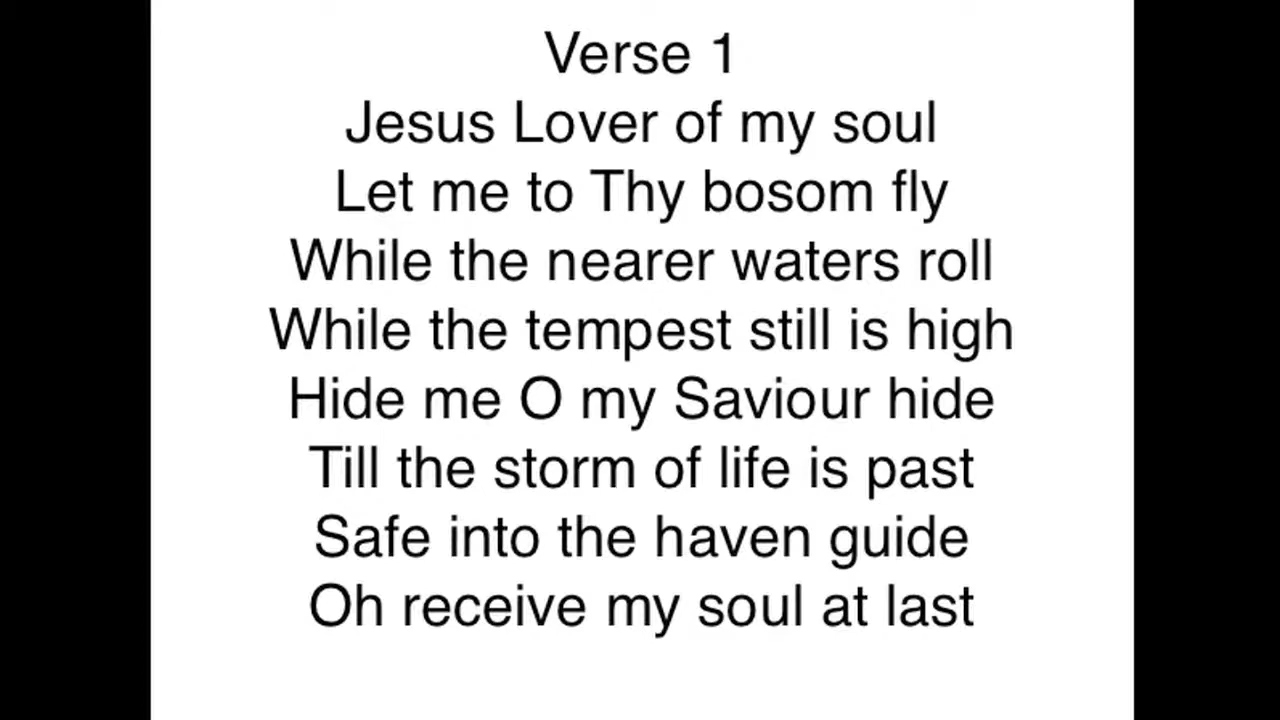 Verse 1
Jesus Lover of my soul
Let me to Thy bosom fly
While the nearer waters roll
While the tempest still is high
Hide me O my Saviour hide
Till the storm of life is past
Safe into the haven guide
Oh receive my soul at last